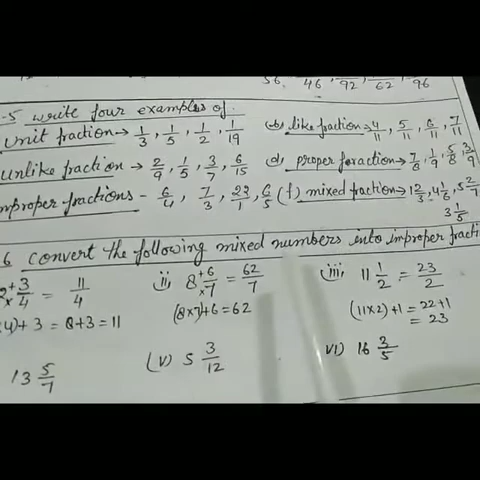 56 46 92 62 96
-5 write four examples of
Unit fraction → 1/3, 1/5, 1/2, 1/19 (b) like fraction → 4/11, 5/11, 6/11, 7/11
unlike fraction → 2/9, 1/5, 3/7, 6/15 (d) proper foraction → 7/8, 1/9, 5/8, 3/9
mproper fractions - 6/4, 7/3, 23/1, 6/5 (f) mixed fraction → 1 2/3, 4 1/6, 5 2/7
3 1/5
6 Convert the following mixed numbers into improper fracti
+3/×4 = 11/4 ii) 8 +6/×7 = 62/7 iii) 11 1/2 = 23/2
4) + 3 = 8+3 = 11 (8×7)+6 = 62 (11×2)+1 = 22+1
= 23
13 5/7 (v) 5 3/12 vi) 16 3/5